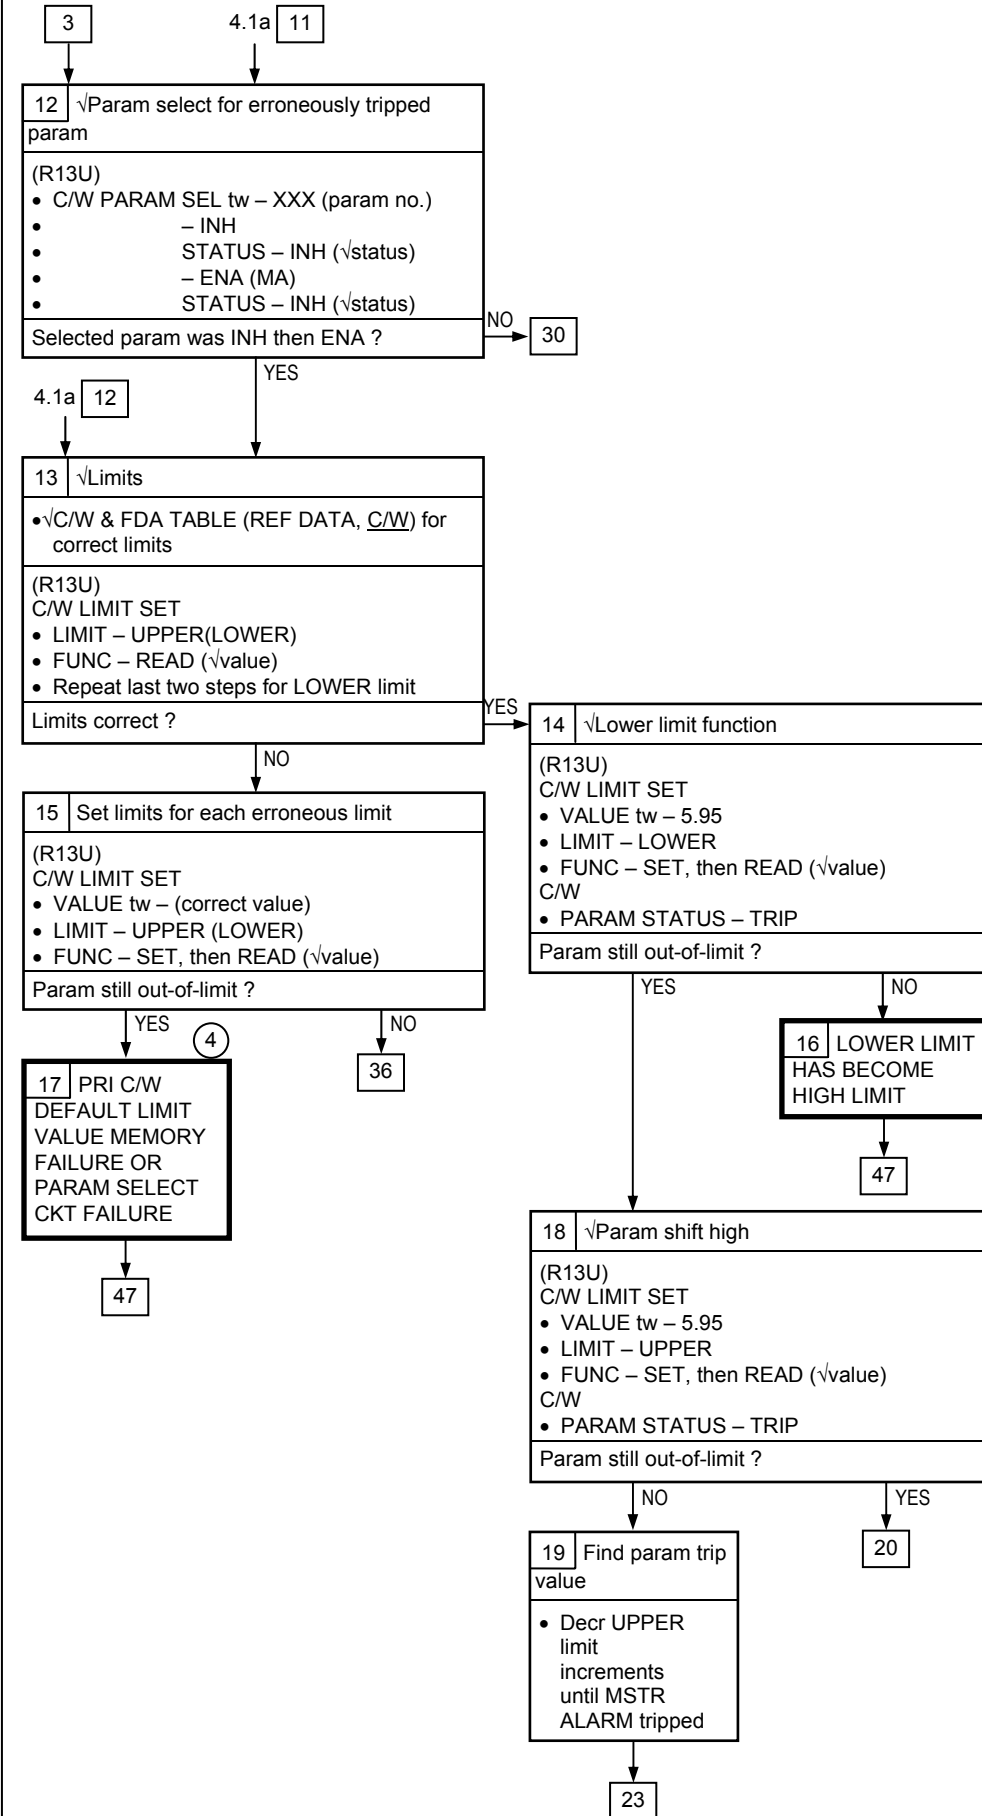 3
4.1a 11
12 √Param select for erroneously tripped
param
(R13U)
• C/W PARAM SEL tw – XXX (param no.)
• – INH
• STATUS – INH (√status)
• – ENA (MA)
• STATUS – INH (√status)
Selected param was INH then ENA ?
NO
30
YES
4.1a 12
13 √Limits
•√C/W & FDA TABLE (REF DATA, C/W) for
correct limits
(R13U)
C/W LIMIT SET
• LIMIT – UPPER(LOWER)
• FUNC – READ (√value)
• Repeat last two steps for LOWER limit
Limits correct ?
YES
NO
14 √Lower limit function
(R13U)
C/W LIMIT SET
• VALUE tw – 5.95
• LIMIT – LOWER
• FUNC – SET, then READ (√value)
C/W
• PARAM STATUS – TRIP
Param still out-of-limit ?
YES
NO
15 Set limits for each erroneous limit
(R13U)
C/W LIMIT SET
• VALUE tw – (correct value)
• LIMIT – UPPER (LOWER)
• FUNC – SET, then READ (√value)
Param still out-of-limit ?
YES
4
NO
36
16 LOWER LIMIT
HAS BECOME
HIGH LIMIT
47
17 PRI C/W
DEFAULT LIMIT
VALUE MEMORY
FAILURE OR
PARAM SELECT
CKT FAILURE
47
18 √Param shift high
(R13U)
C/W LIMIT SET
• VALUE tw – 5.95
• LIMIT – UPPER
• FUNC – SET, then READ (√value)
C/W
• PARAM STATUS – TRIP
Param still out-of-limit ?
NO
YES
20
19 Find param trip
value
• Decr UPPER
limit
increments
until MSTR
ALARM tripped
23